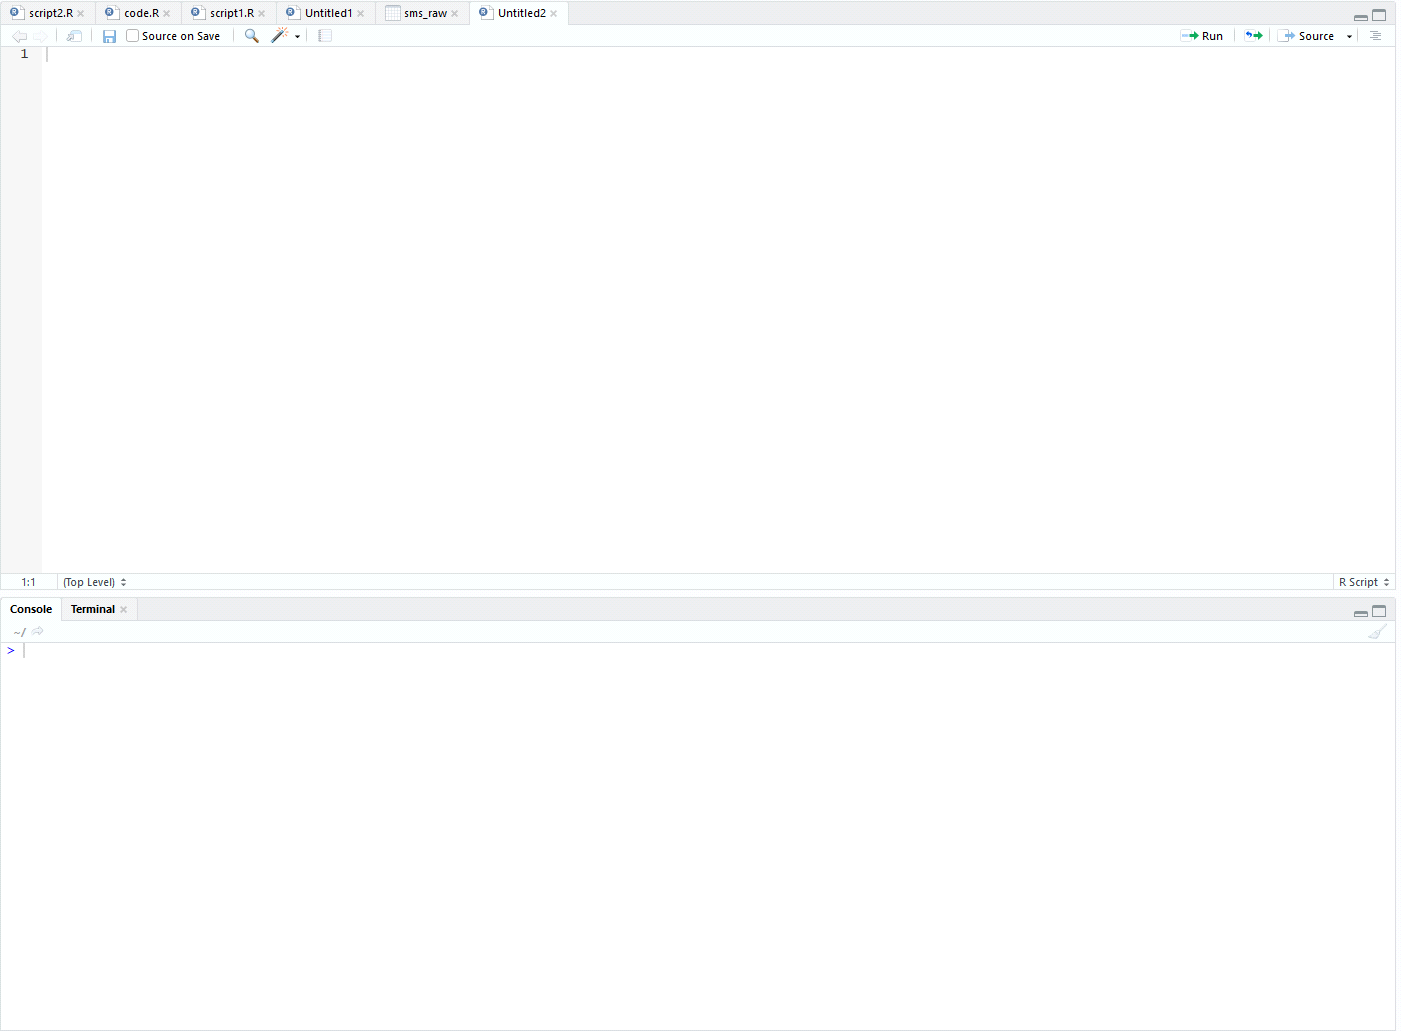 script2.R code.R script1.R Untitled1 sms_raw Untitled2
Source on Save Run Source
1
1:1 (Top Level) R Script
Console Terminal
~/
>